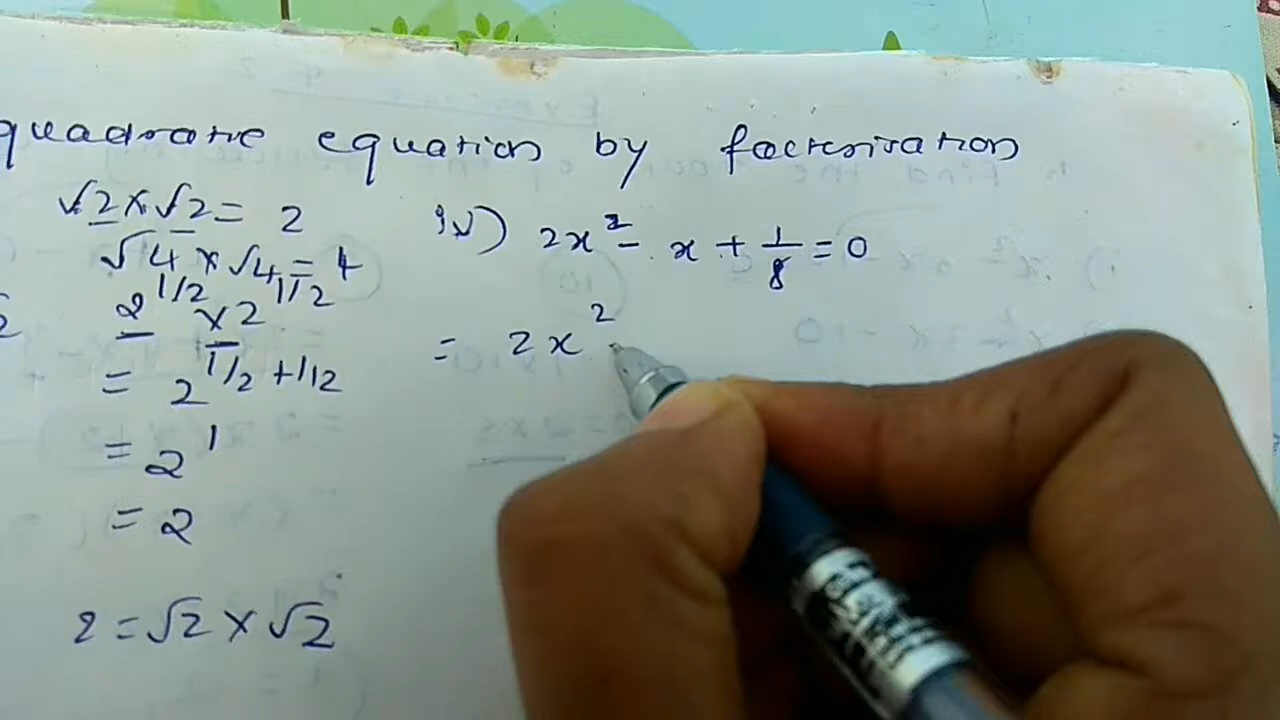 quadratic equation by factorisation
√2 × √2 = 2
√4 × √4 = 4
2^1/2 × 2^1/2
= 2^1/2 + 1/2
= 2^1
= 2
2 = √2 × √2
iv) 2x² - x + 1/8 = 0
= 2x²